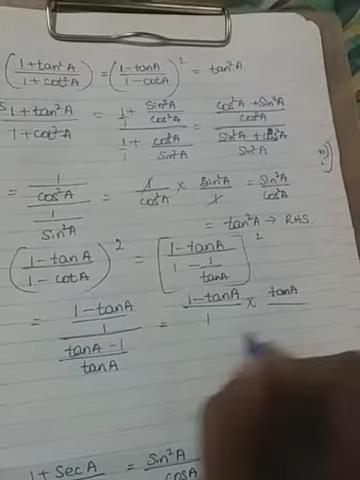 (1+tan²A / 1+cot²A) = (1-tanA / 1-cotA)² = tan²A
1+tan²A / 1+cot²A = (1/1 + sin²A/cos²A) / (1/1 + cos²A/sin²A) = (cos²A+sin²A / cos²A) / (sin²A+cos²A / sin²A)
= (1/cos²A) / (1/sin²A) = 1/cos²A × sin²A/1 = sin²A/cos²A
= tan²A → RHS
(1-tanA / 1-cotA)² = [1-tanA / 1 - 1/tanA]²
= (1-tanA / 1) / (tanA-1 / tanA) = 1-tanA / 1 × tanA
1+secA = sin²A